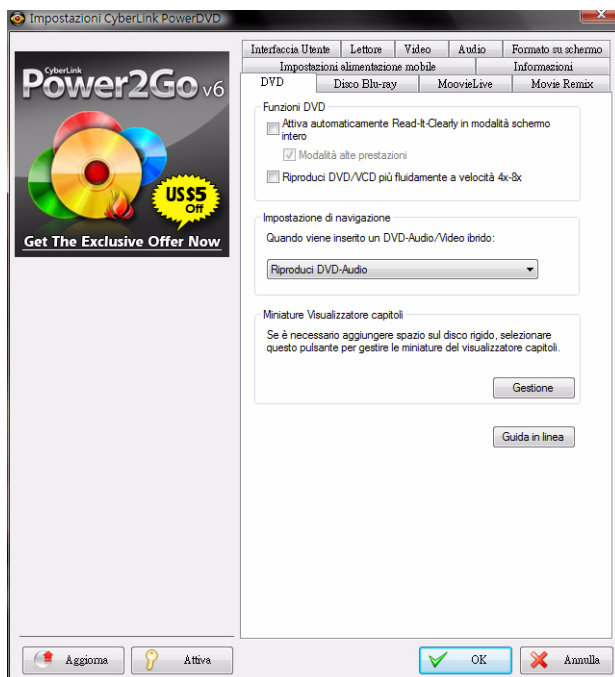 Impostazioni CyberLink PowerDVD
CyberLink
Power2Go v6
US$5
Off
Get The Exclusive Offer Now
Interfaccia Utente Lettore Video Audio Formato su schermo
Impostazioni alimentazione mobile Informazioni
DVD Disco Blu-ray MoovieLive Movie Remix
Funzioni DVD
Attiva automaticamente Read-It-Clearly in modalità schermo
intero
Modalità alte prestazioni
Riproduci DVD/VCD più fluidamente a velocità 4x-8x
Impostazione di navigazione
Quando viene inserito un DVD-Audio/Video ibrido:
Riproduci DVD-Audio
Miniature Visualizzatore capitoli
Se è necessario aggiungere spazio sul disco rigido, selezionare
questo pulsante per gestire le miniature del visualizzatore capitoli.
Gestione
Guida in linea
Aggiorna Attiva OK Annulla